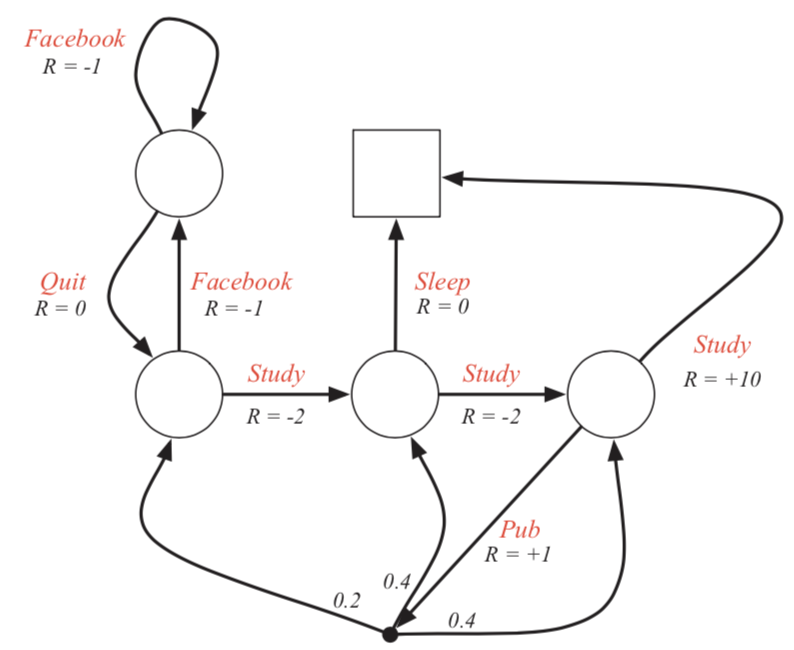 Facebook
R = -1
Quit
R = 0
Facebook
R = -1
Sleep
R = 0
Study
R = -2
Study
R = -2
Study
R = +10
Pub
R = +1
0.4
0.2
0.4